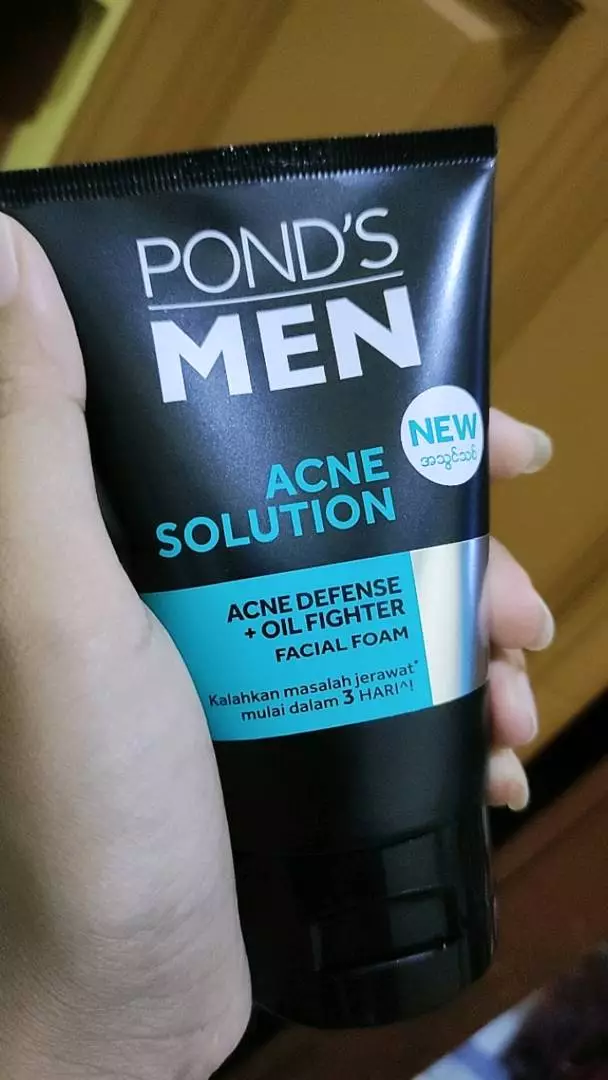 POND'S
MEN
NEW
အသွင်သစ်
ACNE
SOLUTION
ACNE DEFENSE
+ OIL FIGHTER
FACIAL FOAM
Kalahkan masalah jerawat*
mulai dalam 3 HARI^!